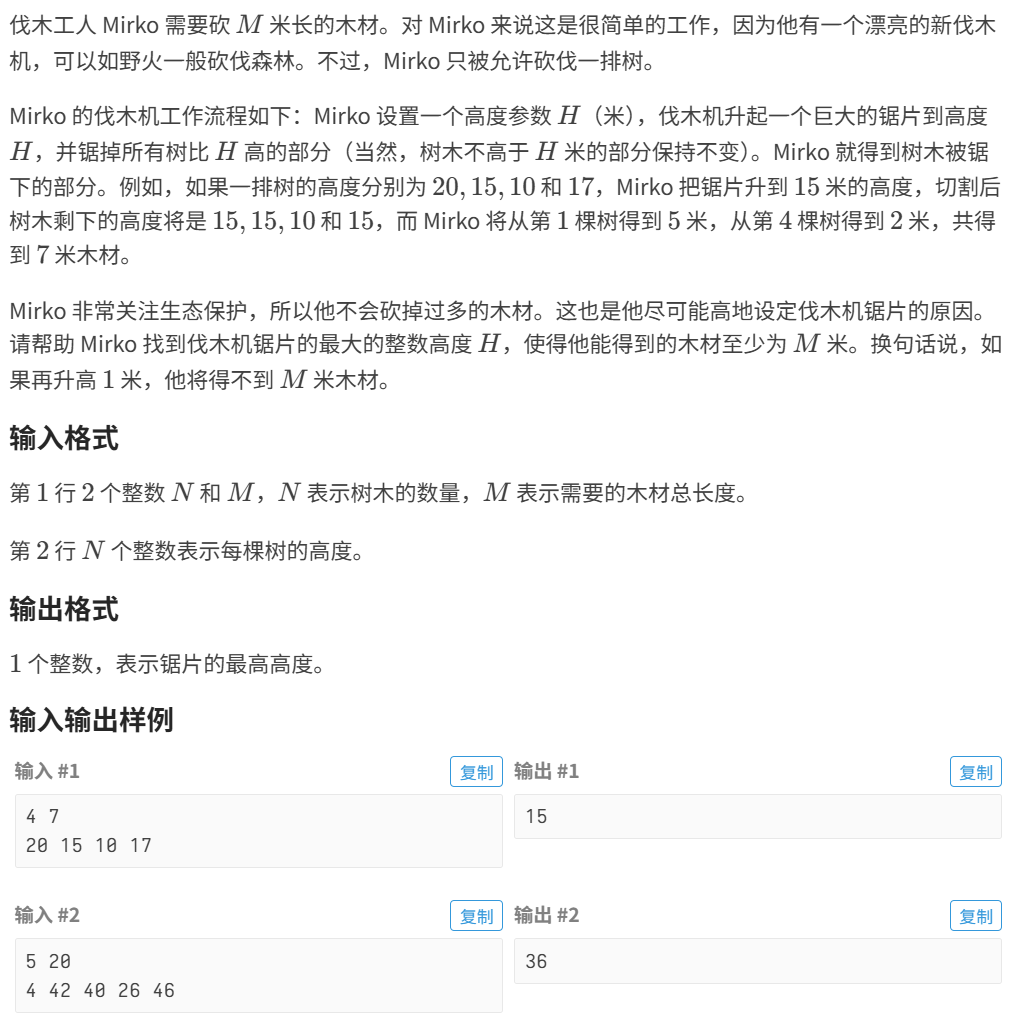 伐木工人 Mirko 需要砍 M 米长的木材。对 Mirko 来说这是很简单的工作，因为他有一个漂亮的新伐木
机，可以如野火一般砍伐森林。不过，Mirko 只被允许砍伐一排树。
Mirko 的伐木机工作流程如下：Mirko 设置一个高度参数 H（米），伐木机升起一个巨大的锯片到高度
H，并锯掉所有树比 H 高的部分（当然，树木不高于 H 米的部分保持不变）。Mirko 就得到树木被锯
下的部分。例如，如果一排树的高度分别为 20, 15, 10 和 17，Mirko 把锯片升到 15 米的高度，切割后
树木剩下的高度将是 15, 15, 10 和 15，而 Mirko 将从第 1 棵树得到 5 米，从第 4 棵树得到 2 米，共得
到 7 米木材。
Mirko 非常关注生态保护，所以他不会砍掉过多的木材。这也是他尽可能高地设定伐木机锯片的原因。
请帮助 Mirko 找到伐木机锯片的最大的整数高度 H，使得他能得到的木材至少为 M 米。换句话说，如
果再升高 1 米，他将得不到 M 米木材。
输入格式
第 1 行 2 个整数 N 和 M，N 表示树木的数量，M 表示需要的木材总长度。
第 2 行 N 个整数表示每棵树的高度。
输出格式
1 个整数，表示锯片的最高高度。
输入输出样例
输入 #1 复制 输出 #1 复制
4 7
20 15 10 17
15
输入 #2 复制 输出 #2 复制
5 20
4 42 40 26 46
36